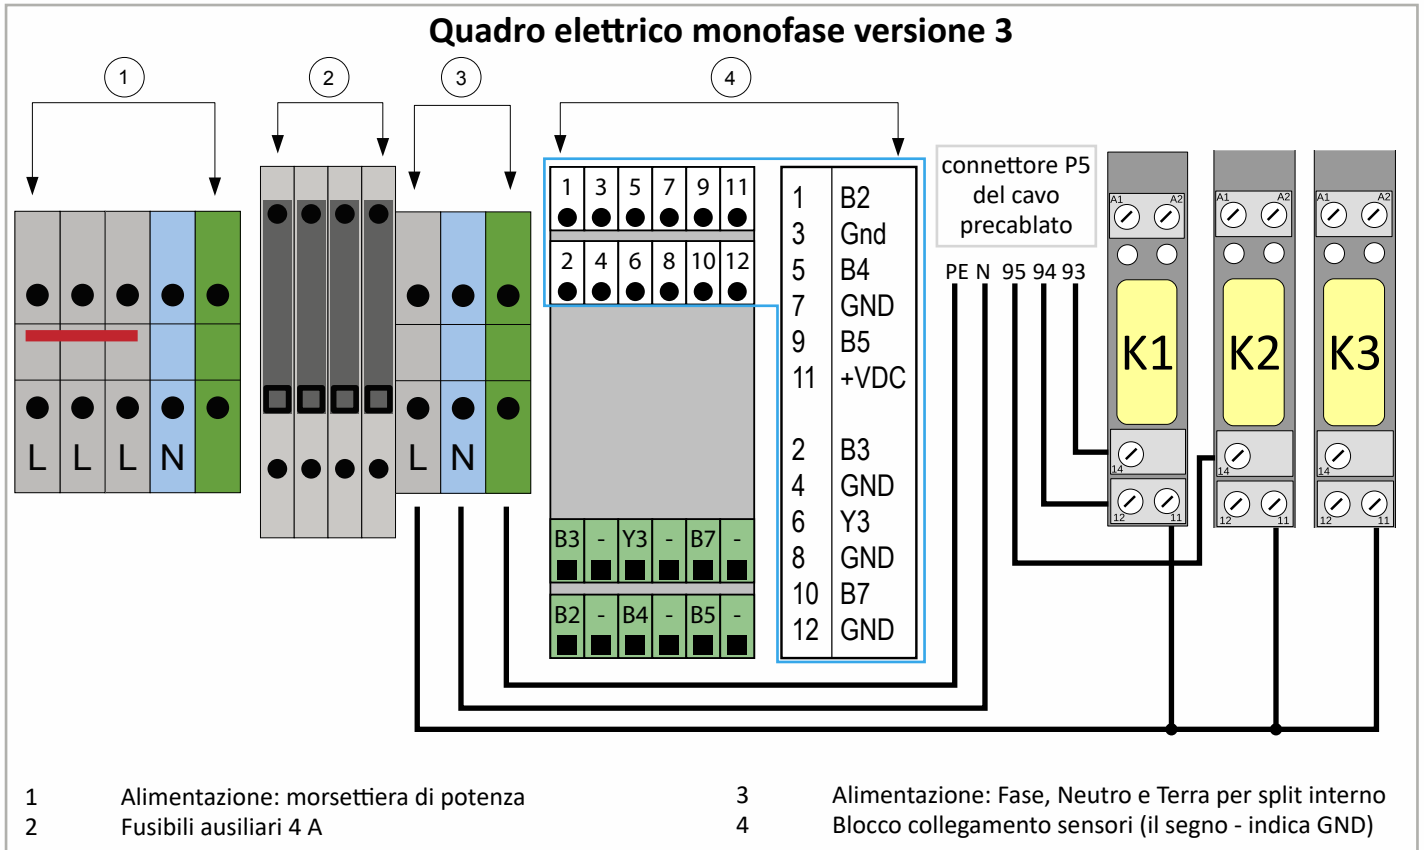 Quadro elettrico monofase versione 3
1 2 3 4
L L L N
L N
1 3 5 7 9 11
2 4 6 8 10 12
B3 - Y3 - B7 -
B2 - B4 - B5 -
1 B2
3 Gnd
5 B4
7 GND
9 B5
11 +VDC
2 B3
4 GND
6 Y3
8 GND
10 B7
12 GND
connettore P5
del cavo
precablato
PE N 95 94 93
A1 A2
K1
14
12 11
A1 A2
K2
14
12 11
A1 A2
K3
14
12 11
1 Alimentazione: morsettiera di potenza
2 Fusibili ausiliari 4 A
3 Alimentazione: Fase, Neutro e Terra per split interno
4 Blocco collegamento sensori (il segno - indica GND)